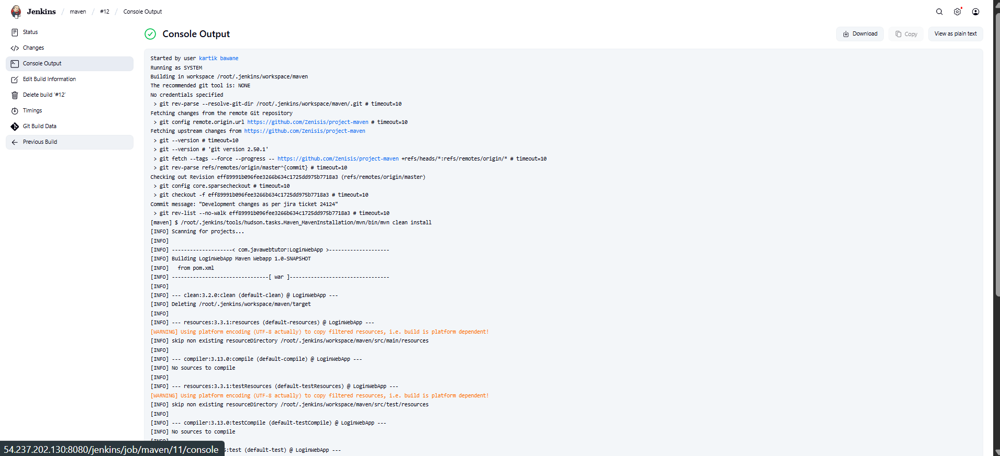 Jenkins / maven / #12 / Console Output
Status
Changes
Console Output
Edit Build Information
Delete build '#12'
Timings
Git Build Data
Previous Build
Console Output
Download
Copy
View as plain text
Started by user kartik bawane
Running as SYSTEM
Building in workspace /root/.jenkins/workspace/maven
The recommended git tool is: NONE
No credentials specified
> git rev-parse --resolve-git-dir /root/.jenkins/workspace/maven/.git # timeout=10
Fetching changes from the remote Git repository
> git config remote.origin.url https://github.com/Zenisis/project-maven # timeout=10
Fetching upstream changes from https://github.com/Zenisis/project-maven
> git --version # timeout=10
> git --version # 'git version 2.50.1'
> git fetch --tags --force --progress -- https://github.com/Zenisis/project-maven +refs/heads/*:refs/remotes/origin/* # timeout=10
> git rev-parse refs/remotes/origin/master^{commit} # timeout=10
Checking out Revision eff89991b096fee3266b634c1725dd975b7718a3 (refs/remotes/origin/master)
> git config core.sparsecheckout # timeout=10
> git checkout -f eff89991b096fee3266b634c1725dd975b7718a3 # timeout=10
Commit message: "Development changes as per jira ticket 24124"
> git rev-list --no-walk eff89991b096fee3266b634c1725dd975b7718a3 # timeout=10
[maven] $ /root/.jenkins/tools/hudson.tasks.Maven_MavenInstallation/mvn/bin/mvn clean install
[INFO] Scanning for projects...
[INFO]
[INFO] --------------------< com.javawebtutor:LoginWebApp >--------------------
[INFO] Building LoginWebApp Maven Webapp 1.0-SNAPSHOT
[INFO]   from pom.xml
[INFO] --------------------------------[ war ]---------------------------------
[INFO]
[INFO] --- clean:3.2.0:clean (default-clean) @ LoginWebApp ---
[INFO] Deleting /root/.jenkins/workspace/maven/target
[INFO]
[INFO] --- resources:3.3.1:resources (default-resources) @ LoginWebApp ---
[WARNING] Using platform encoding (UTF-8 actually) to copy filtered resources, i.e. build is platform dependent!
[INFO] skip non existing resourceDirectory /root/.jenkins/workspace/maven/src/main/resources
[INFO]
[INFO] --- compiler:3.13.0:compile (default-compile) @ LoginWebApp ---
[INFO] No sources to compile
[INFO]
[INFO] --- resources:3.3.1:testResources (default-testResources) @ LoginWebApp ---
[WARNING] Using platform encoding (UTF-8 actually) to copy filtered resources, i.e. build is platform dependent!
[INFO] skip non existing resourceDirectory /root/.jenkins/workspace/maven/src/test/resources
[INFO]
[INFO] --- compiler:3.13.0:testCompile (default-testCompile) @ LoginWebApp ---
[INFO] No sources to compile
:test (default-test) @ LoginWebApp ---
54.237.202.130:8080/jenkins/job/maven/11/console